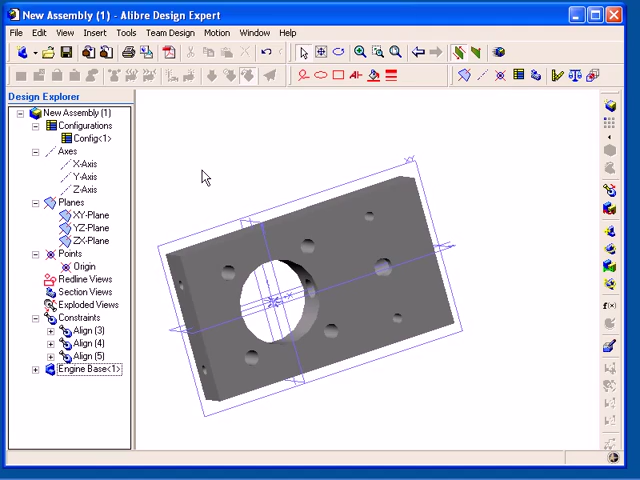 New Assembly (1) - Alibre Design Expert
File Edit View Insert Tools Team Design Motion Window Help
Design Explorer
New Assembly (1)
Configurations
Config<1>
Axes
X-Axis
Y-Axis
Z-Axis
Planes
XY-Plane
YZ-Plane
ZX-Plane
Points
Origin
Redline Views
Section Views
Exploded Views
Constraints
Align (3)
Align (4)
Align (5)
Engine Base<1>
XY
X
f(x)